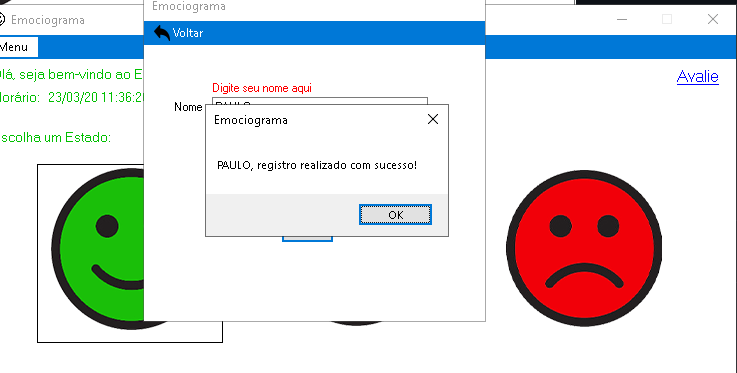 Emociograma
Emociograma
Menu
Voltar
lá, seja bem-vindo ao E
Avalie
orário: 23/03/20 11:36:2
Digite seu nome aqui
Nome PAULO
Emociograma
scolha um Estado:
PAULO, registro realizado com sucesso!
OK